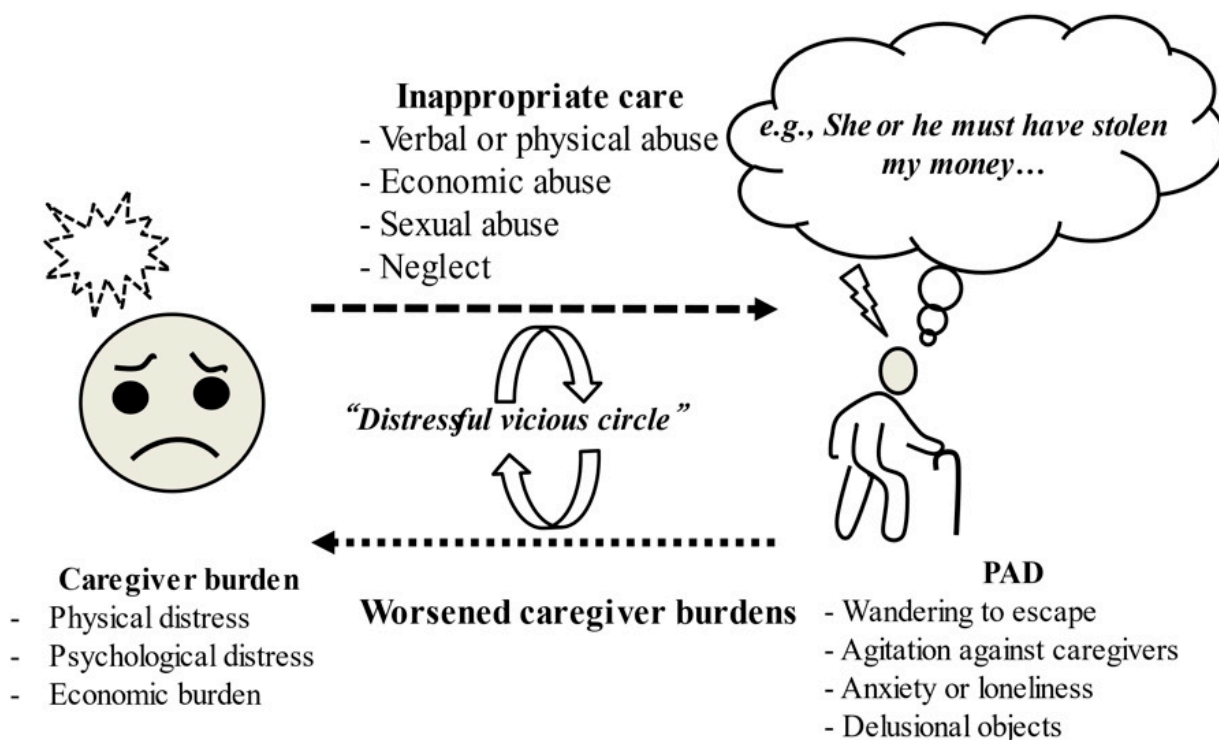 Inappropriate care
- Verbal or physical abuse
- Economic abuse
- Sexual abuse
- Neglect
e.g., She or he must have stolen
my money…
“Distressful vicious circle”
Caregiver burden
- Physical distress
- Psychological distress
- Economic burden
Worsened caregiver burdens
PAD
- Wandering to escape
- Agitation against caregivers
- Anxiety or loneliness
- Delusional objects